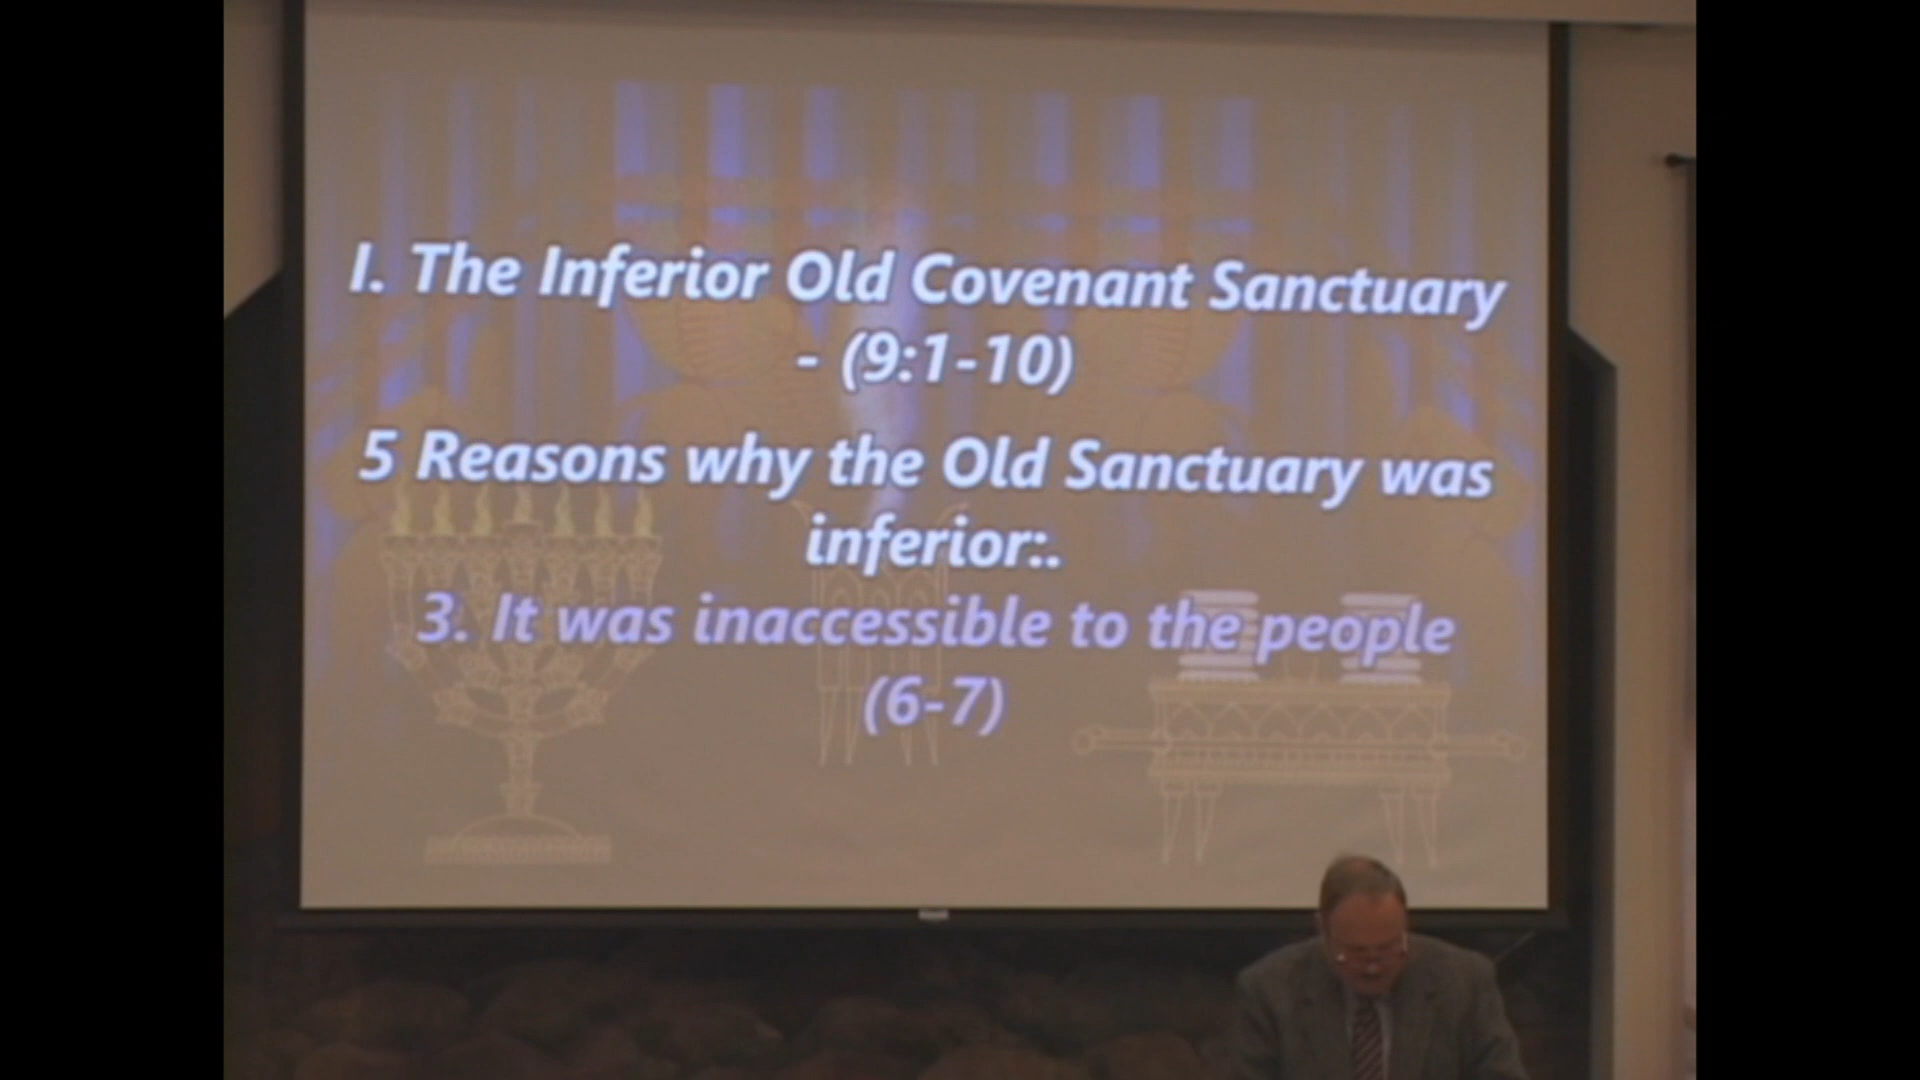 I. The Inferior Old Covenant Sanctuary
- (9:1-10)
5 Reasons why the Old Sanctuary was
inferior:.
3. It was inaccessible to the people
(6-7)